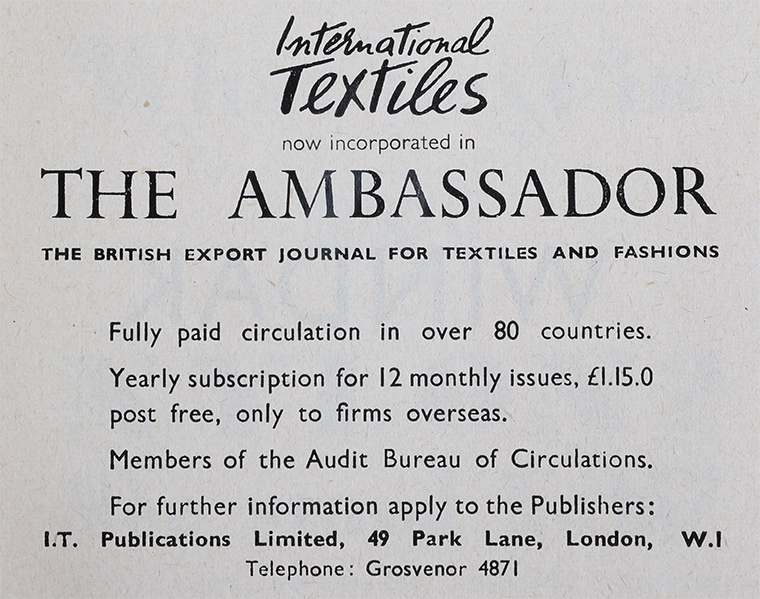 International
Textiles
now incorporated in
THE AMBASSADOR
THE BRITISH EXPORT JOURNAL FOR TEXTILES AND FASHIONS
Fully paid circulation in over 80 countries.
Yearly subscription for 12 monthly issues, £1.15.0
post free, only to firms overseas.
Members of the Audit Bureau of Circulations.
For further information apply to the Publishers:
I.T. Publications Limited, 49 Park Lane, London, W.1
Telephone: Grosvenor 4871